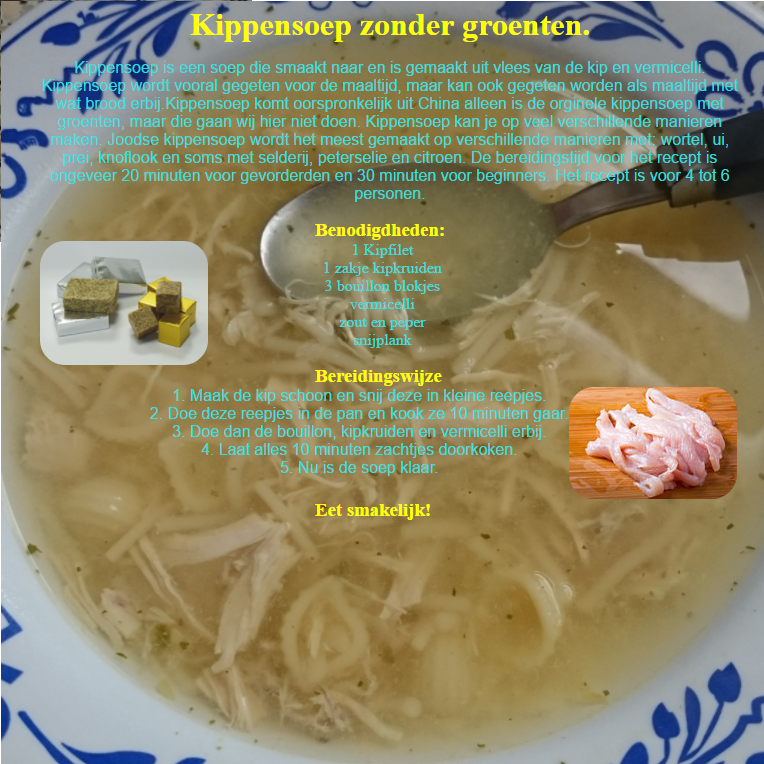 Kippensoep zonder groenten.
Kippensoep is een soep die smaakt naar en is gemaakt uit vlees van de kip en vermicelli.
Kippensoep wordt vooral gegeten voor de maaltijd, maar kan ook gegeten worden als maaltijd met
wat brood erbij.Kippensoep komt oorspronkelijk uit China alleen is de orginele kippensoep met
groenten, maar die gaan wij hier niet doen. Kippensoep kan je op veel verschillende manieren
maken. Joodse kippensoep wordt het meest gemaakt op verschillende manieren met: wortel, ui,
prei, knoflook en soms met selderij, peterselie en citroen. De bereidingstijd voor het recept is
ongeveer 20 minuten voor gevorderden en 30 minuten voor beginners. Het recept is voor 4 tot 6
personen.
Benodigdheden:
1 Kipfilet
1 zakje kipkruiden
3 bouillon blokjes
vermicelli
zout en peper
snijplank
Bereidingswijze
1. Maak de kip schoon en snij deze in kleine reepjes.
2. Doe deze reepjes in de pan en kook ze 10 minuten gaar.
3. Doe dan de bouillon, kipkruiden en vermicelli erbij.
4. Laat alles 10 minuten zachtjes doorkoken.
5. Nu is de soep klaar.
Eet smakelijk!